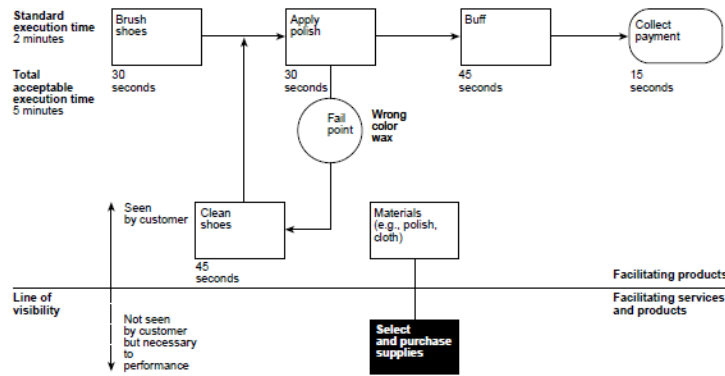 Standard
execution time
2 minutes
Brush
shoes
Apply
polish
Buff
Collect
payment
Total
acceptable
execution time
5 minutes
30
seconds
30
seconds
45
seconds
15
seconds
Fail
point
Wrong
color
wax
Seen
by customer
Clean
shoes
Materials
(e.g., polish,
cloth)
45
seconds
Facilitating products
Line of
visibility
Facilitating services
and products
Not seen
by customer
but necessary
to
performance
Select
and purchase
supplies